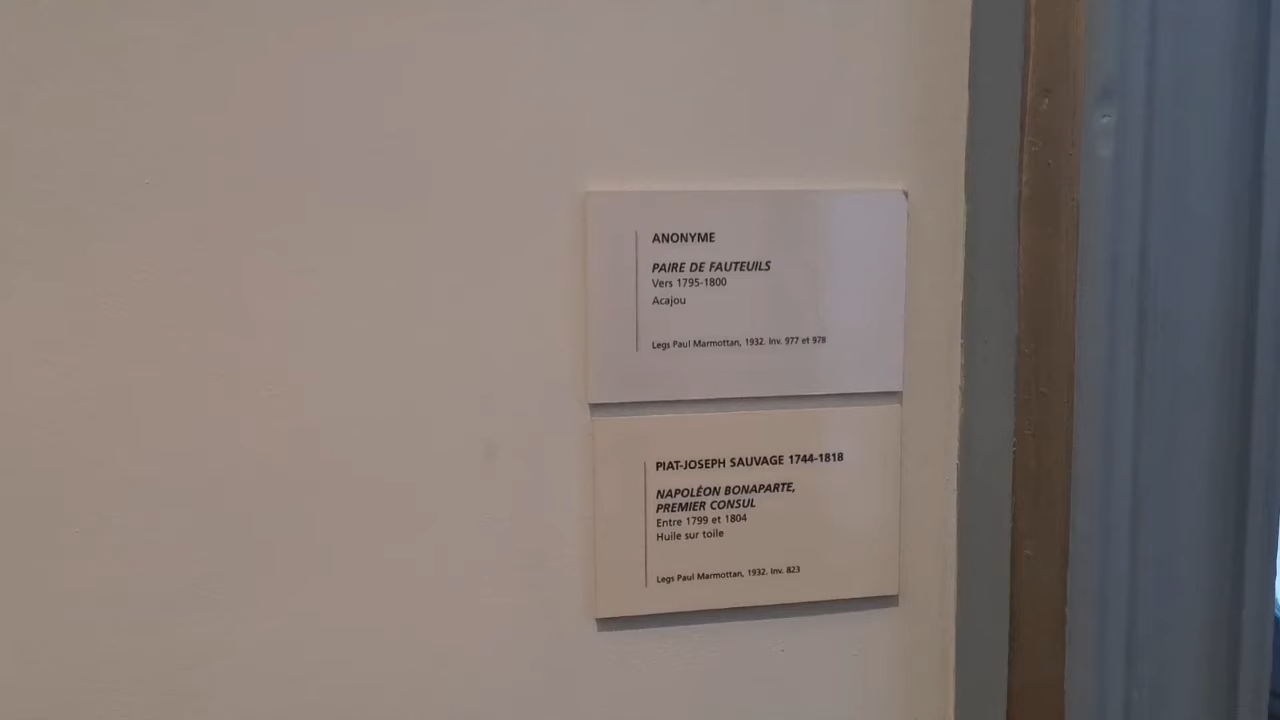 ANONYME
PAIRE DE FAUTEUILS
Vers 1795-1800
Acajou
Legs Paul Marmottan, 1932. Inv. 977 et 978
PIAT-JOSEPH SAUVAGE 1744-1818
NAPOLÉON BONAPARTE,
PREMIER CONSUL
Entre 1799 et 1804
Huile sur toile
Legs Paul Marmottan, 1932. Inv. 823